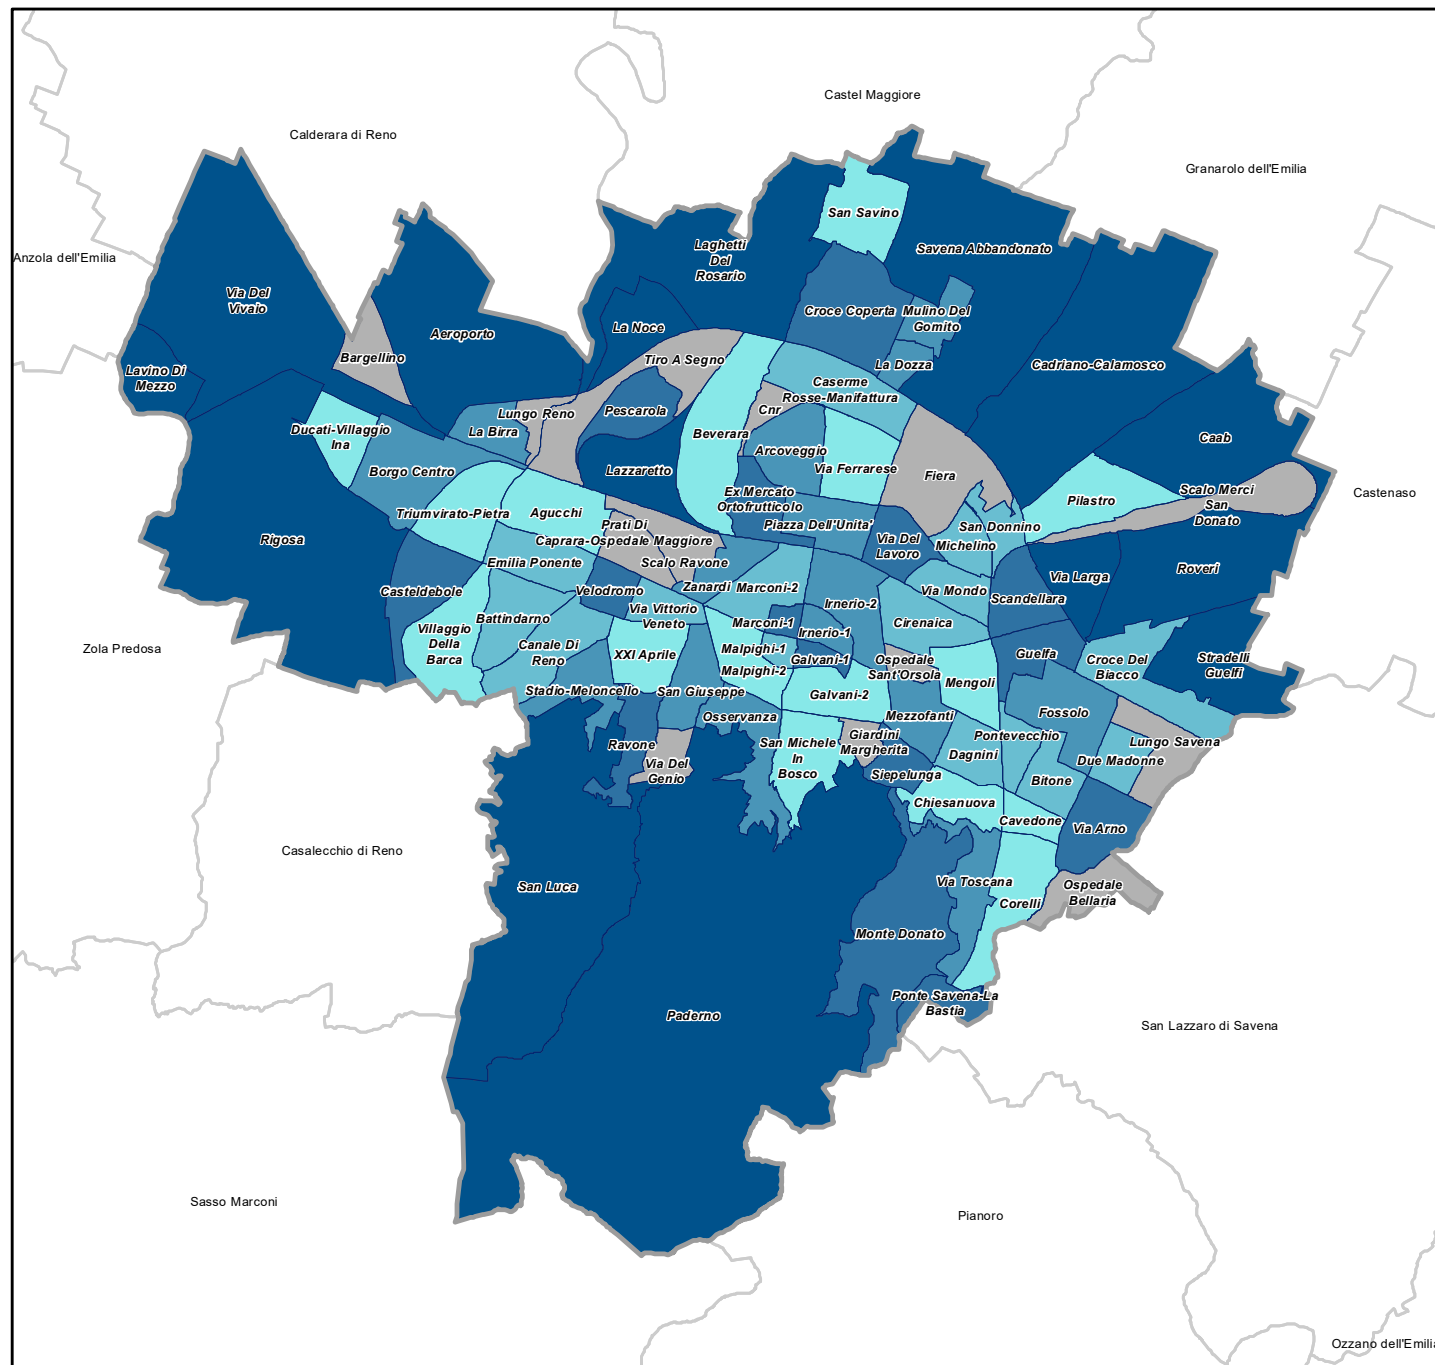 Castel Maggiore
Calderara di Reno
Granarolo dell'Emilia
San Savino
Anzola dell'Emilia
Laghetti
Del
Rosario
Savena Abbandonato
Via Del
Vivaio
Croce Coperta
Mulino Del
Gomito
Aeroporto
La Noce
Bargellino
Tiro A Segno
La Dozza
Cadriano-Calamosco
Lavino Di
Mezzo
Caserme
Rosse-Manifattura
Lungo Reno
Pescarola
Cnr
Ducati-Villaggio
Ina
La Birra
Beverara
Caab
Arcoveggio
Borgo Centro
Lazzaretto
Via Ferrarese
Fiera
Ex Mercato
Ortofrutticolo
Scalo Merci
San
Donato
Castenaso
Pilastro
Triumvirato-Pietra
Agucchi
Prati Di
Caprara-Ospedale Maggiore
Piazza Dell'Unita'
San Donnino
Rigosa
Via Del
Lavoro
Michelino
Emilia Ponente
Scalo Ravone
Roveri
Via Larga
Casteldebole
Velodromo
Zanardi
Marconi-2
Via Mondo
Scandellara
Irnerio-2
Via Vittorio
Veneto
Battindarno
Marconi-1
Cirenaica
Villaggio
Della
Barca
Irnerio-1
Zola Predosa
Canale Di
Reno
XXI Aprile
Malpighi-1
Galvani-1
Ospedale
Sant'Orsola
Guelfa
Croce Del
Biacco
Stradelli
Guelfi
Malpighi-2
Mengoli
Stadio-Meloncello
San Giuseppe
Galvani-2
Osservanza
Mezzofanti
Fossolo
Ravone
San Michele
In
Bosco
Giardini
Margherita
Pontevecchio
Lungo Savena
Dagnini
Due Madonne
Via Del
Genio
Siepelunga
Bitone
Chiesanuova
Cavedone
Via Arno
Casalecchio di Reno
San Luca
Via Toscana
Ospedale
Bellaria
Corelli
Monte Donato
Ponte Savena-La
Bastia
Paderno
San Lazzaro di Savena
Sasso Marconi
Pianoro
Ozzano dell'Emilia